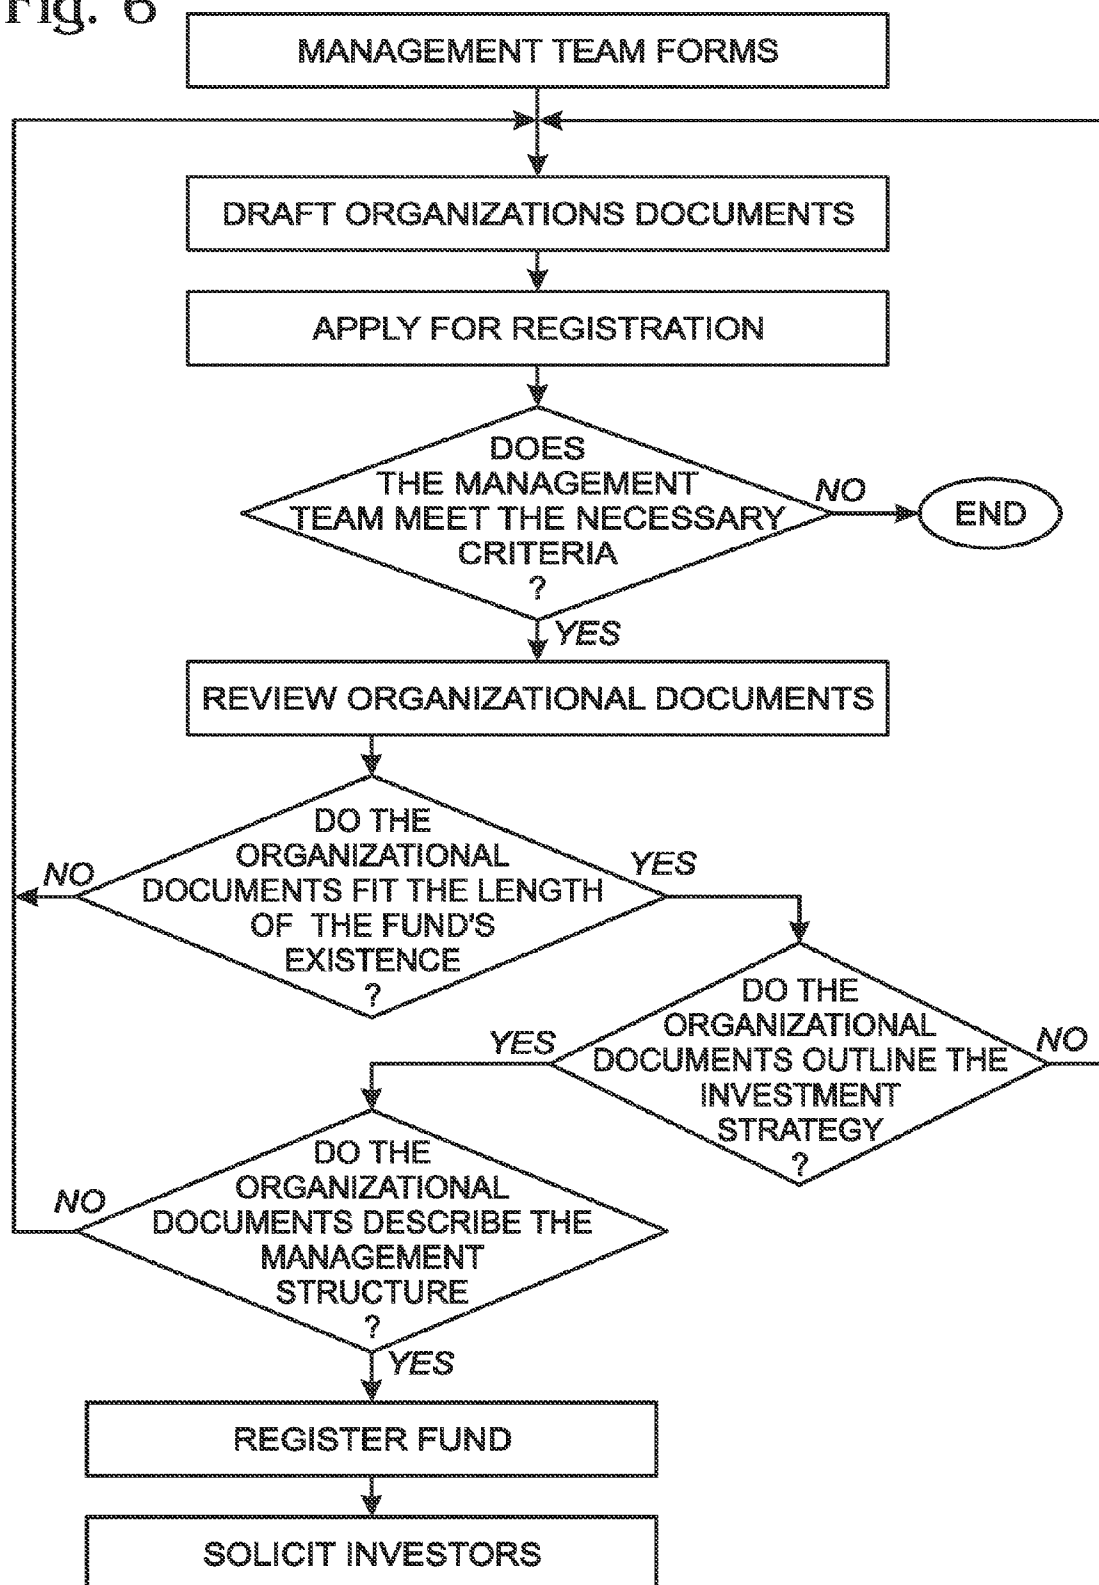 Fig. 6
MANAGEMENT TEAM FORMS
DRAFT ORGANIZATIONS DOCUMENTS
APPLY FOR REGISTRATION
DOES
THE MANAGEMENT
TEAM MEET THE NECESSARY
CRITERIA
?
NO
END
YES
REVIEW ORGANIZATIONAL DOCUMENTS
DO THE
ORGANIZATIONAL
DOCUMENTS FIT THE LENGTH
OF THE FUND'S
EXISTENCE
?
NO
YES
DO THE
ORGANIZATIONAL
DOCUMENTS OUTLINE THE
INVESTMENT
STRATEGY
?
YES
NO
DO THE
ORGANIZATIONAL
DOCUMENTS DESCRIBE THE
MANAGEMENT
STRUCTURE
?
NO
YES
REGISTER FUND
SOLICIT INVESTORS